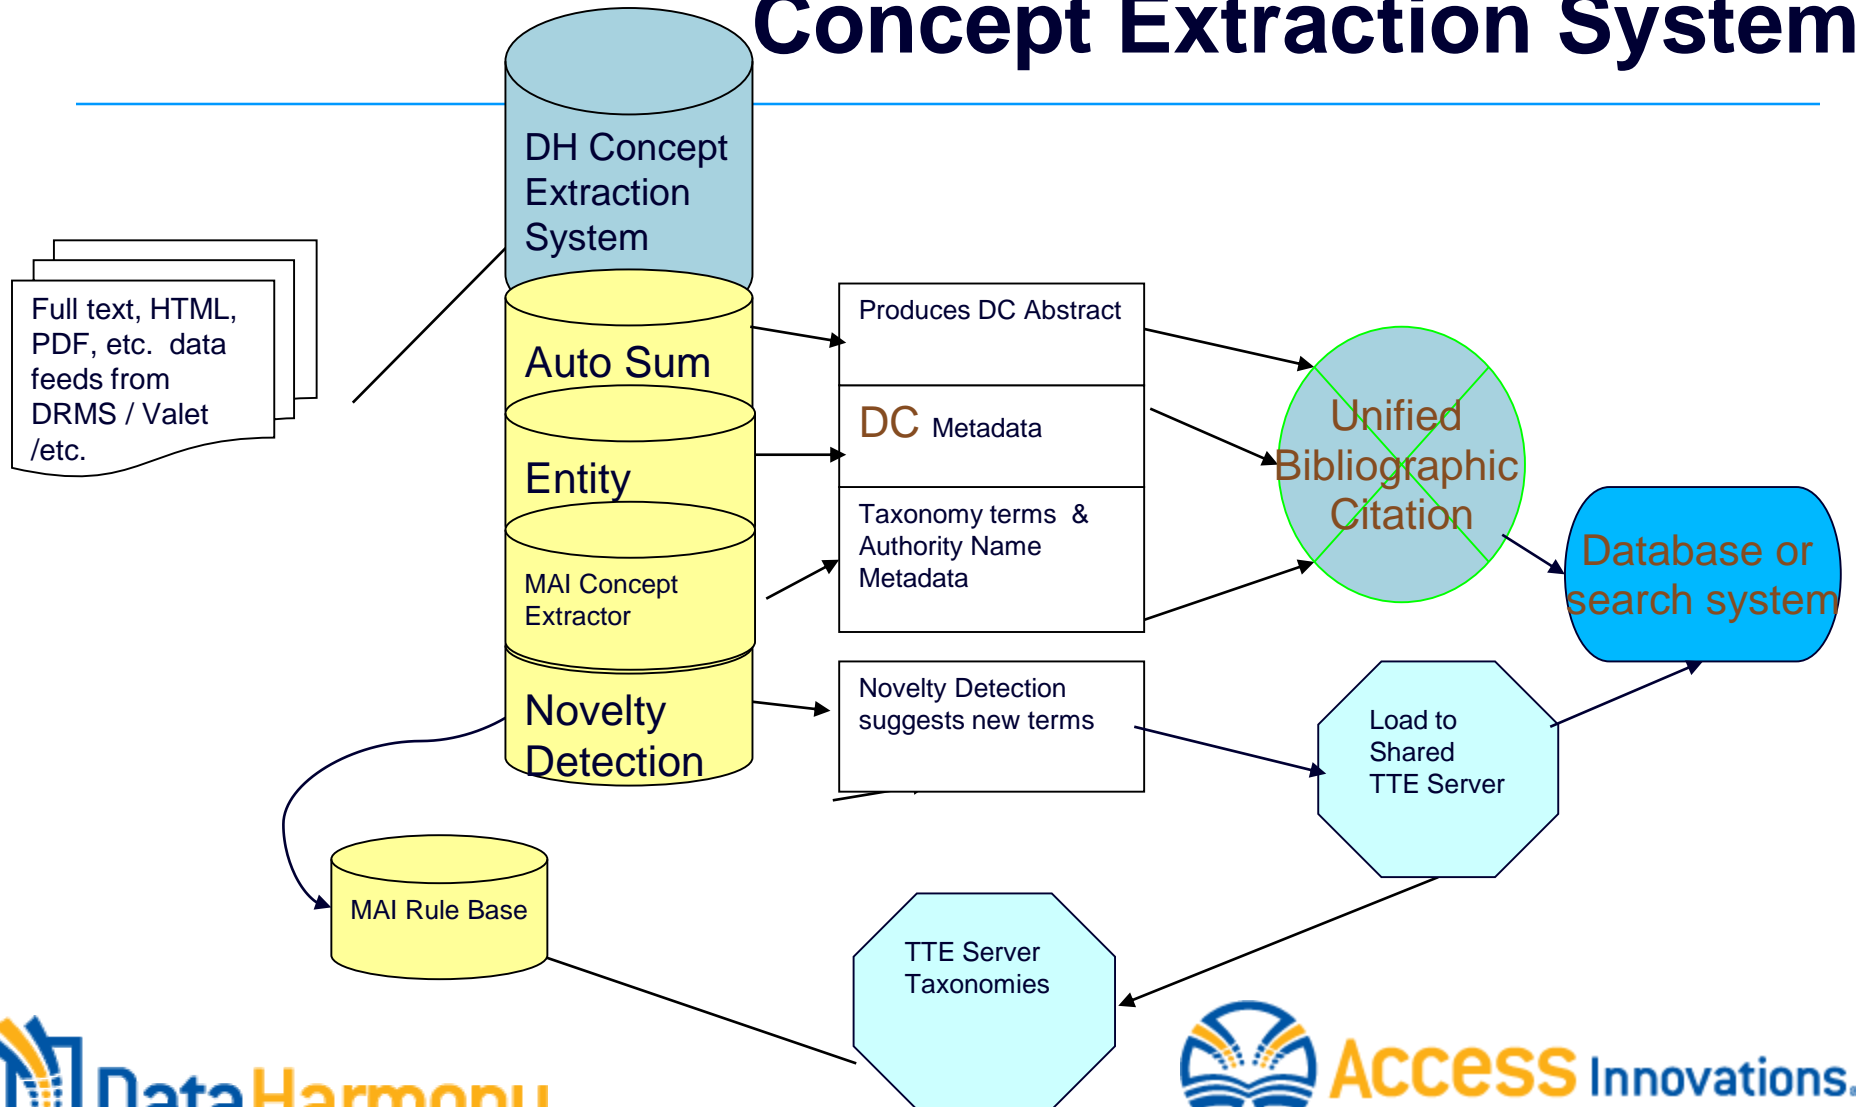 Concept Extraction System
DH Concept
Extraction
System
Full text, HTML,
PDF, etc. data
feeds from
DRMS / Valet
/etc.
Auto Sum
Entity
MAI Concept
Extractor
Novelty
Detection
Produces DC Abstract
DC Metadata
Taxonomy terms &
Authority Name
Metadata
Novelty Detection
suggests new terms
Unified
Bibliographic
Citation
Database or
search system
Load to
Shared
TTE Server
MAI Rule Base
TTE Server
Taxonomies
DataHarmony
Access Innovations.